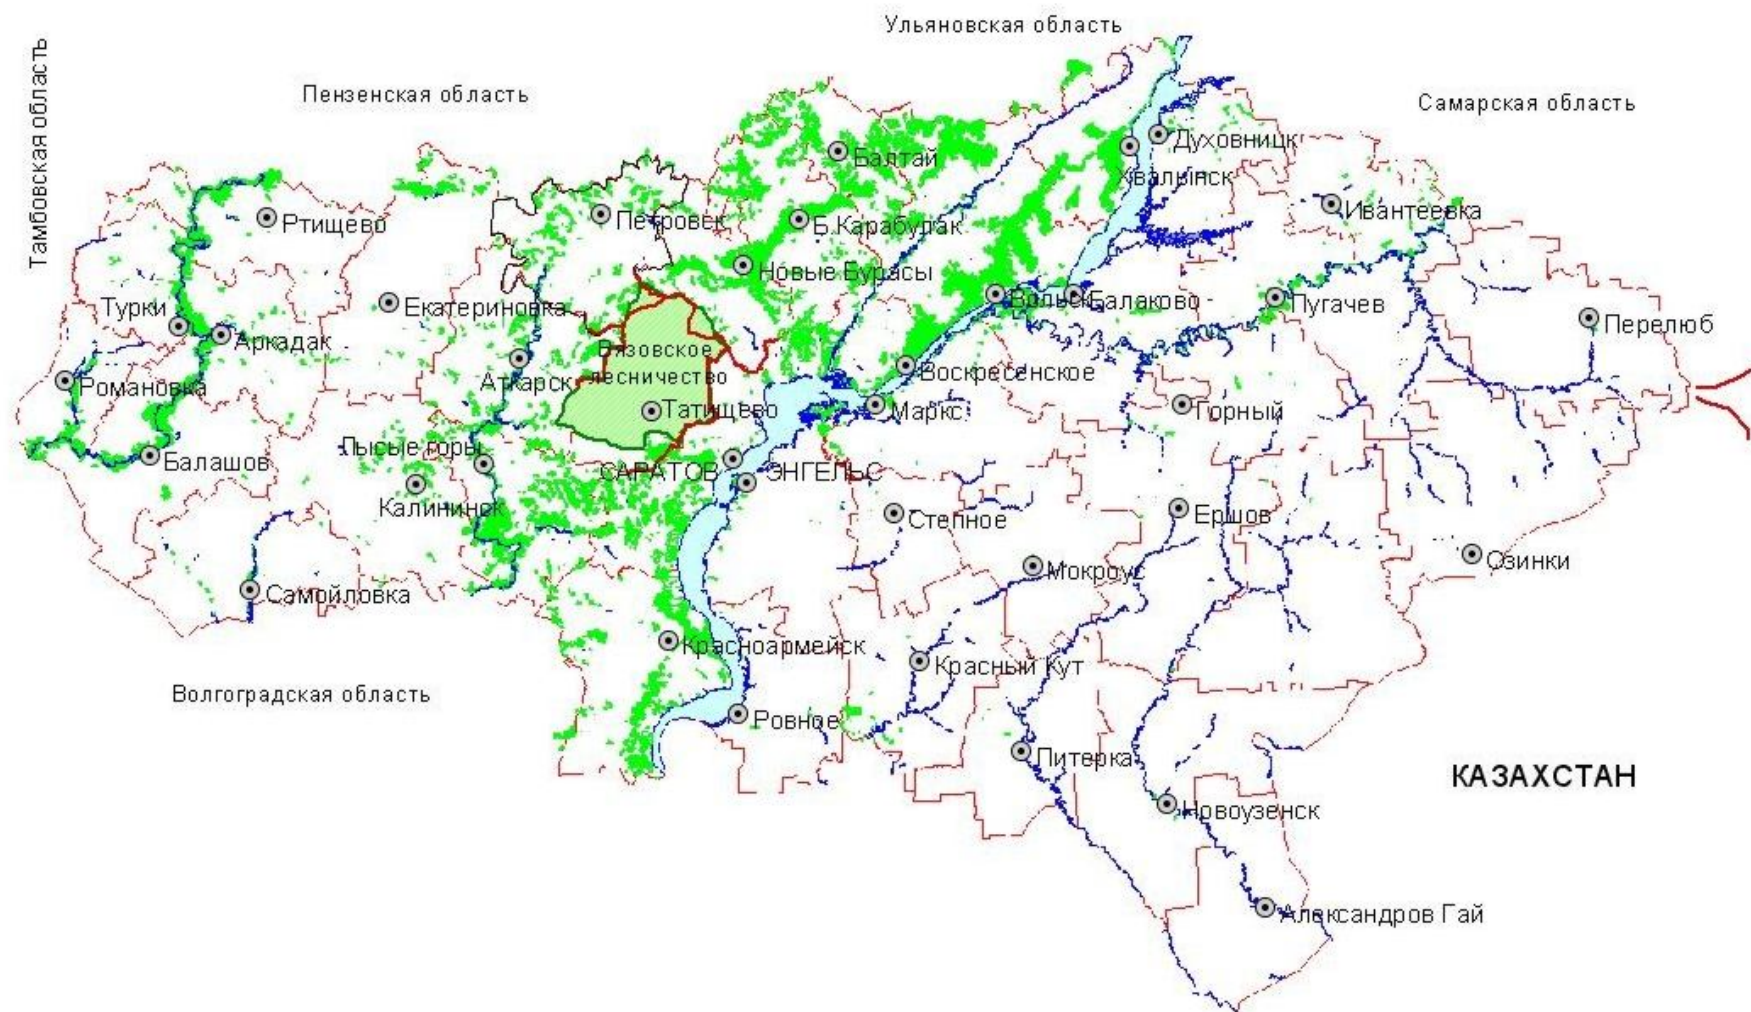 Ульяновская область
Тамбовская область
Пензенская область
Самарская область
Духовницк
Балтай
Хвалынск
Ртищево
Петровск
Б.Карабулак
Ивантеевка
Новые Бурасы
Турки
Екатериновка
Вольск
Балаково
Пугачев
Перелюб
Аркадак
Вязовское
лесничество
Романовка
Аткарск
Воскресенское
Татищево
Маркс
Горный
Лысые горы
Балашов
САРАТОВ
ЭНГЕЛЬС
Калининск
Степное
Ершов
Озинки
Мокроус
Самойловка
Красноармейск
Красный Кут
Волгоградская область
Ровное
Питерка
КАЗАХСТАН
Новоузенск
Александров Гай